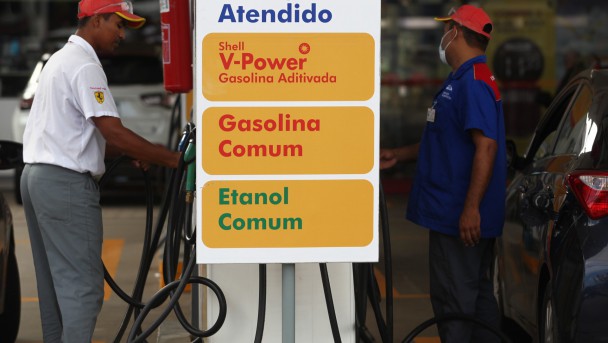 Atendido
Shell
V-Power
Gasolina Aditivada
Gasolina
Comum
Etanol
Comum